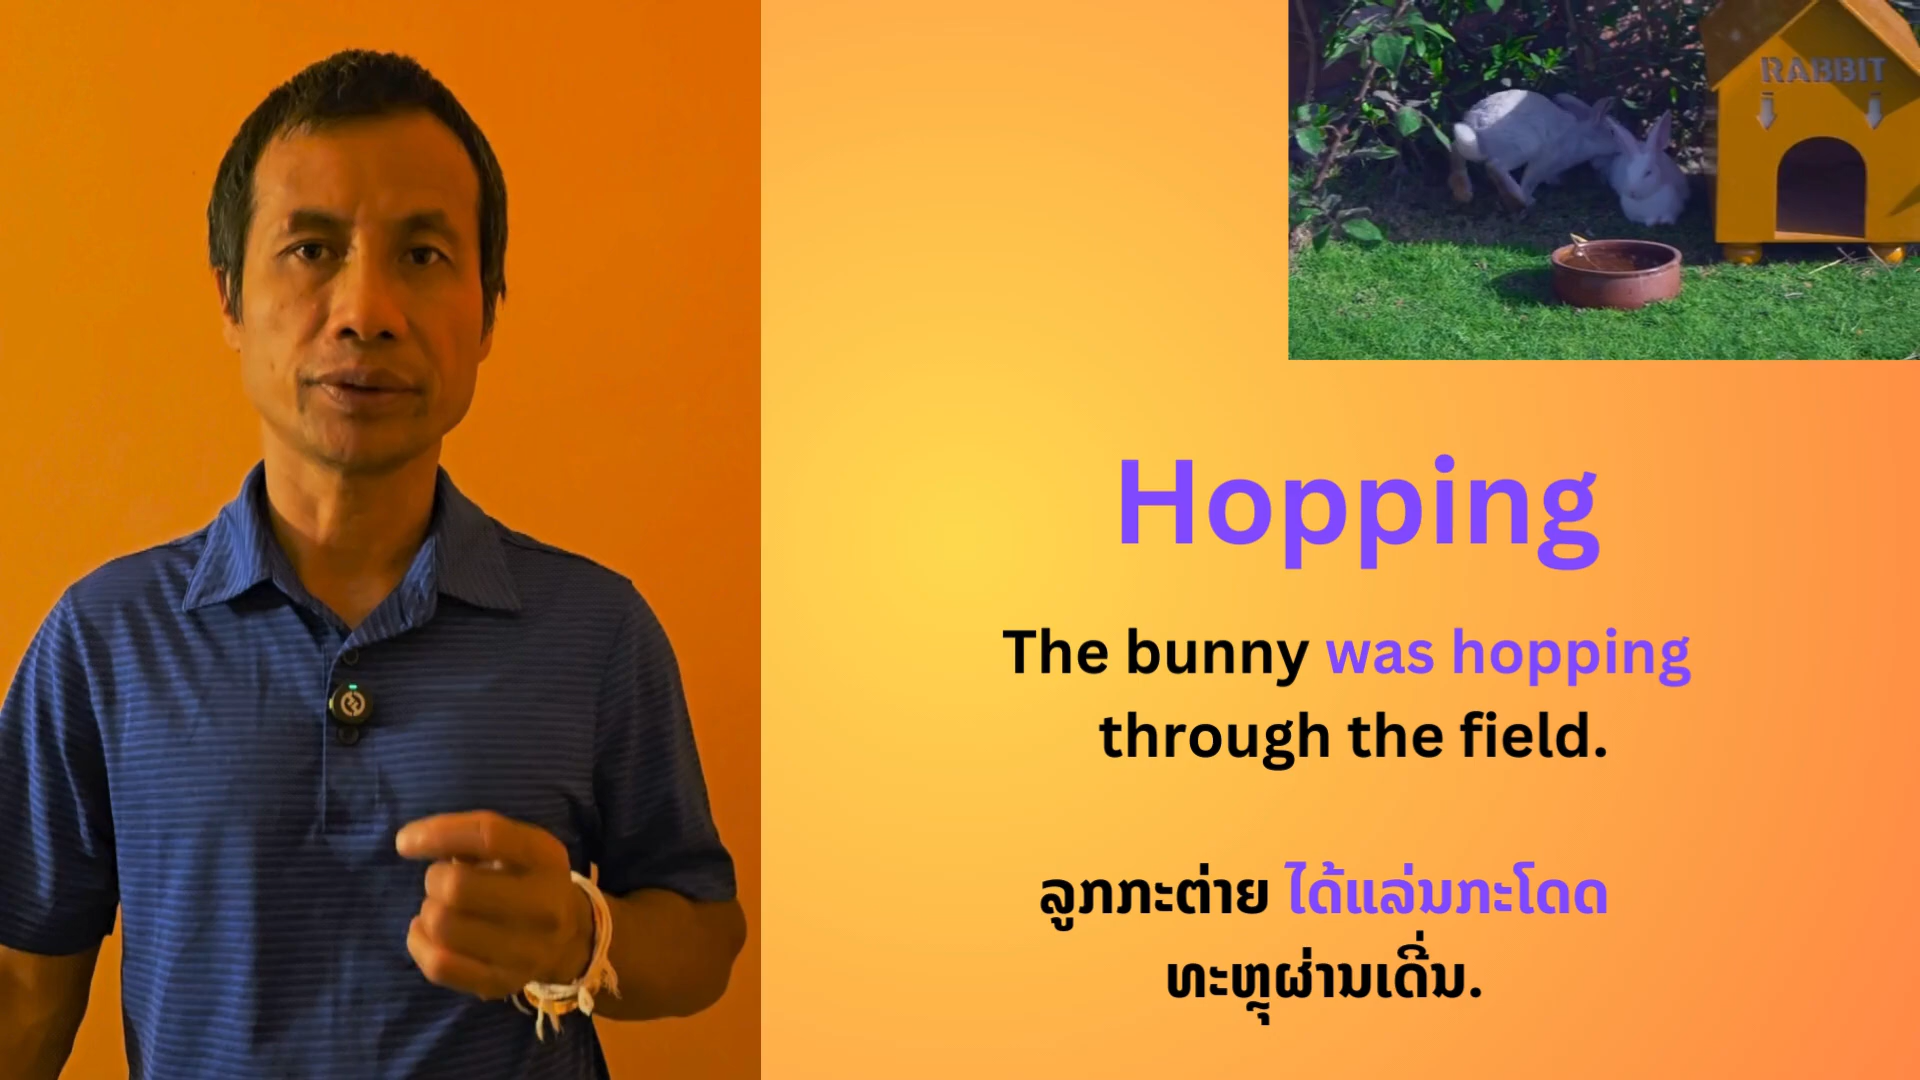 RABBIT
Hopping
The bunny was hopping
through the field.
ລູກກະຕ່າຍ ໄດ້ແລ່ນກະໂດດ
ທະຫຼຸຜ່ານເດີ່ນ.